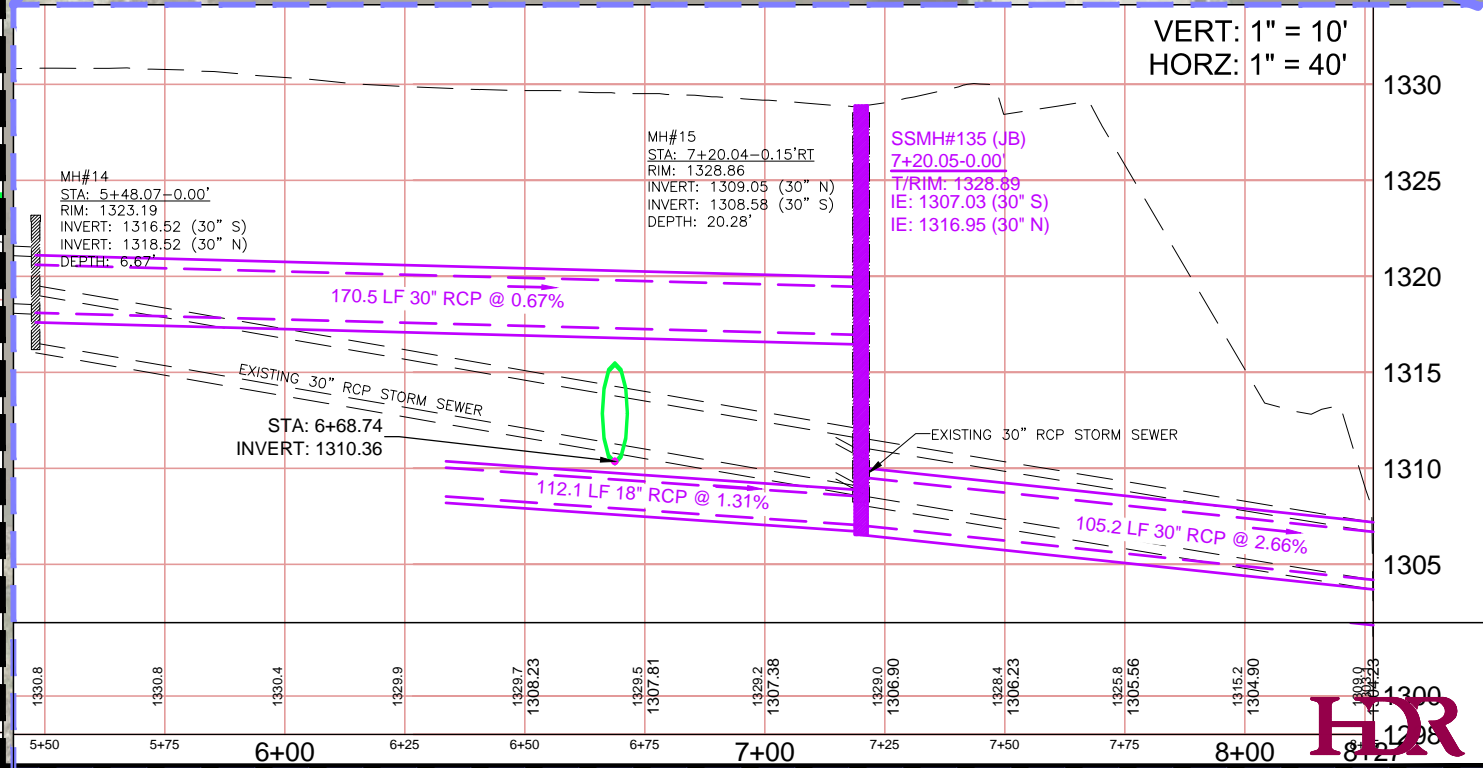 VERT: 1" = 10'
HORZ: 1" = 40'
1330
1325
1320
1315
1310
1305
1300
1298
MH#14
STA: 5+48.07-0.00'
RIM: 1323.19
INVERT: 1316.52 (30" S)
INVERT: 1318.52 (30" N)
DEPTH: 6.67'
MH#15
STA: 7+20.04-0.15'RT
RIM: 1328.86
INVERT: 1309.05 (30" N)
INVERT: 1308.58 (30" S)
DEPTH: 20.28'
SSMH#135 (JB)
7+20.05-0.00'
T/RIM: 1328.89
IE: 1307.03 (30" S)
IE: 1316.95 (30" N)
170.5 LF 30" RCP @ 0.67%
EXISTING 30" RCP STORM SEWER
STA: 6+68.74
INVERT: 1310.36
112.1 LF 18" RCP @ 1.31%
EXISTING 30" RCP STORM SEWER
105.2 LF 30" RCP @ 2.66%
1330.8
1330.8
1330.4
1329.9
1329.7
1308.23
1329.5
1307.81
1329.2
1307.38
1329.0
1306.90
1328.4
1306.23
1325.8
1305.56
1315.2
1304.90
1304.23
5+50
5+75
6+00
6+25
6+50
6+75
7+00
7+25
7+50
7+75
8+00
8+27
HDR